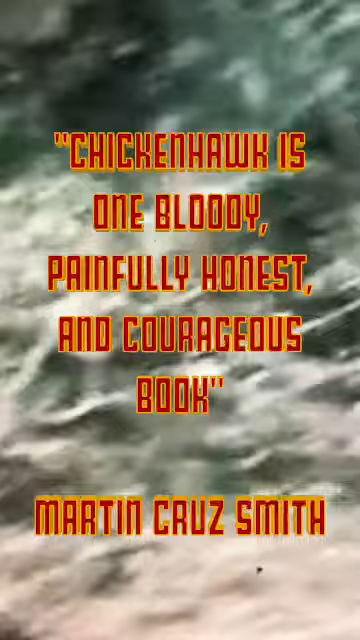 "CHICKENHAWK IS
ONE BLOODY,
PAINFULLY HONEST,
AND COURAGEOUS
BOOK"
MARTIN CRUZ SMITH